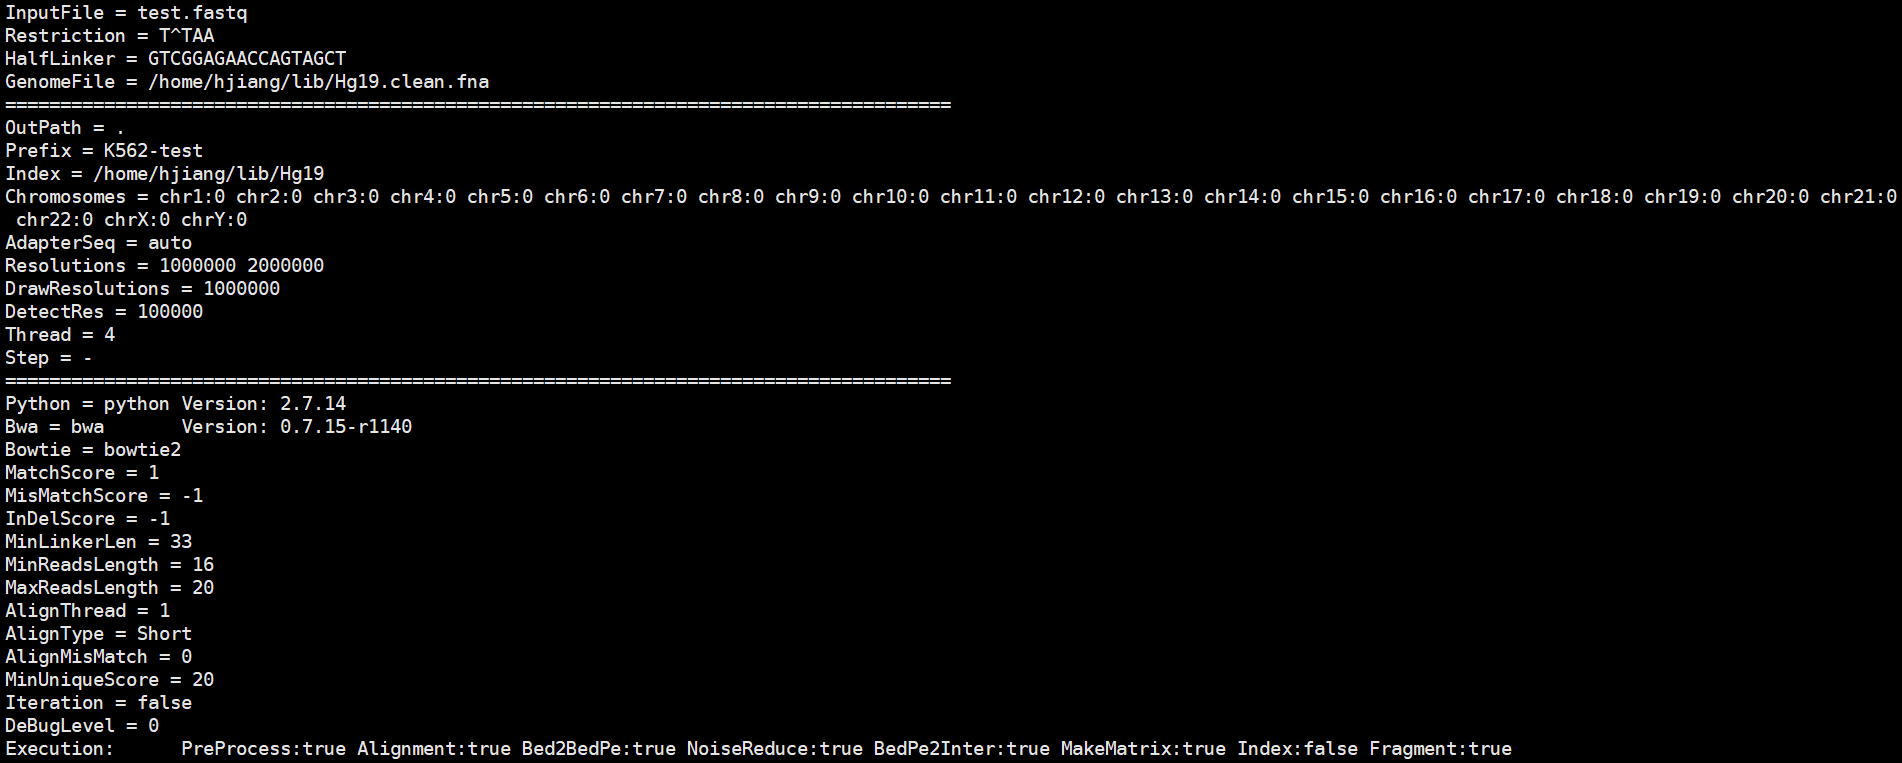 InputFile = test.fastq
Restriction = T^TAA
HalfLinker = GTCGGAGAACCAGTAGCT
GenomeFile = /home/hjiang/lib/Hg19.clean.fna
======================================================================================
OutPath = .
Prefix = K562-test
Index = /home/hjiang/lib/Hg19
Chromosomes = chr1:0 chr2:0 chr3:0 chr4:0 chr5:0 chr6:0 chr7:0 chr8:0 chr9:0 chr10:0 chr11:0 chr12:0 chr13:0 chr14:0 chr15:0 chr16:0 chr17:0 chr18:0 chr19:0 chr20:0 chr21:0
 chr22:0 chrX:0 chrY:0
AdapterSeq = auto
Resolutions = 1000000 2000000
DrawResolutions = 1000000
DetectRes = 100000
Thread = 4
Step = -
======================================================================================
Python = python Version: 2.7.14
Bwa = bwa       Version: 0.7.15-r1140
Bowtie = bowtie2
MatchScore = 1
MisMatchScore = -1
InDelScore = -1
MinLinkerLen = 33
MinReadsLength = 16
MaxReadsLength = 20
AlignThread = 1
AlignType = Short
AlignMisMatch = 0
MinUniqueScore = 20
Iteration = false
DeBugLevel = 0
Execution:      PreProcess:true Alignment:true Bed2BedPe:true NoiseReduce:true BedPe2Inter:true MakeMatrix:true Index:false Fragment:true